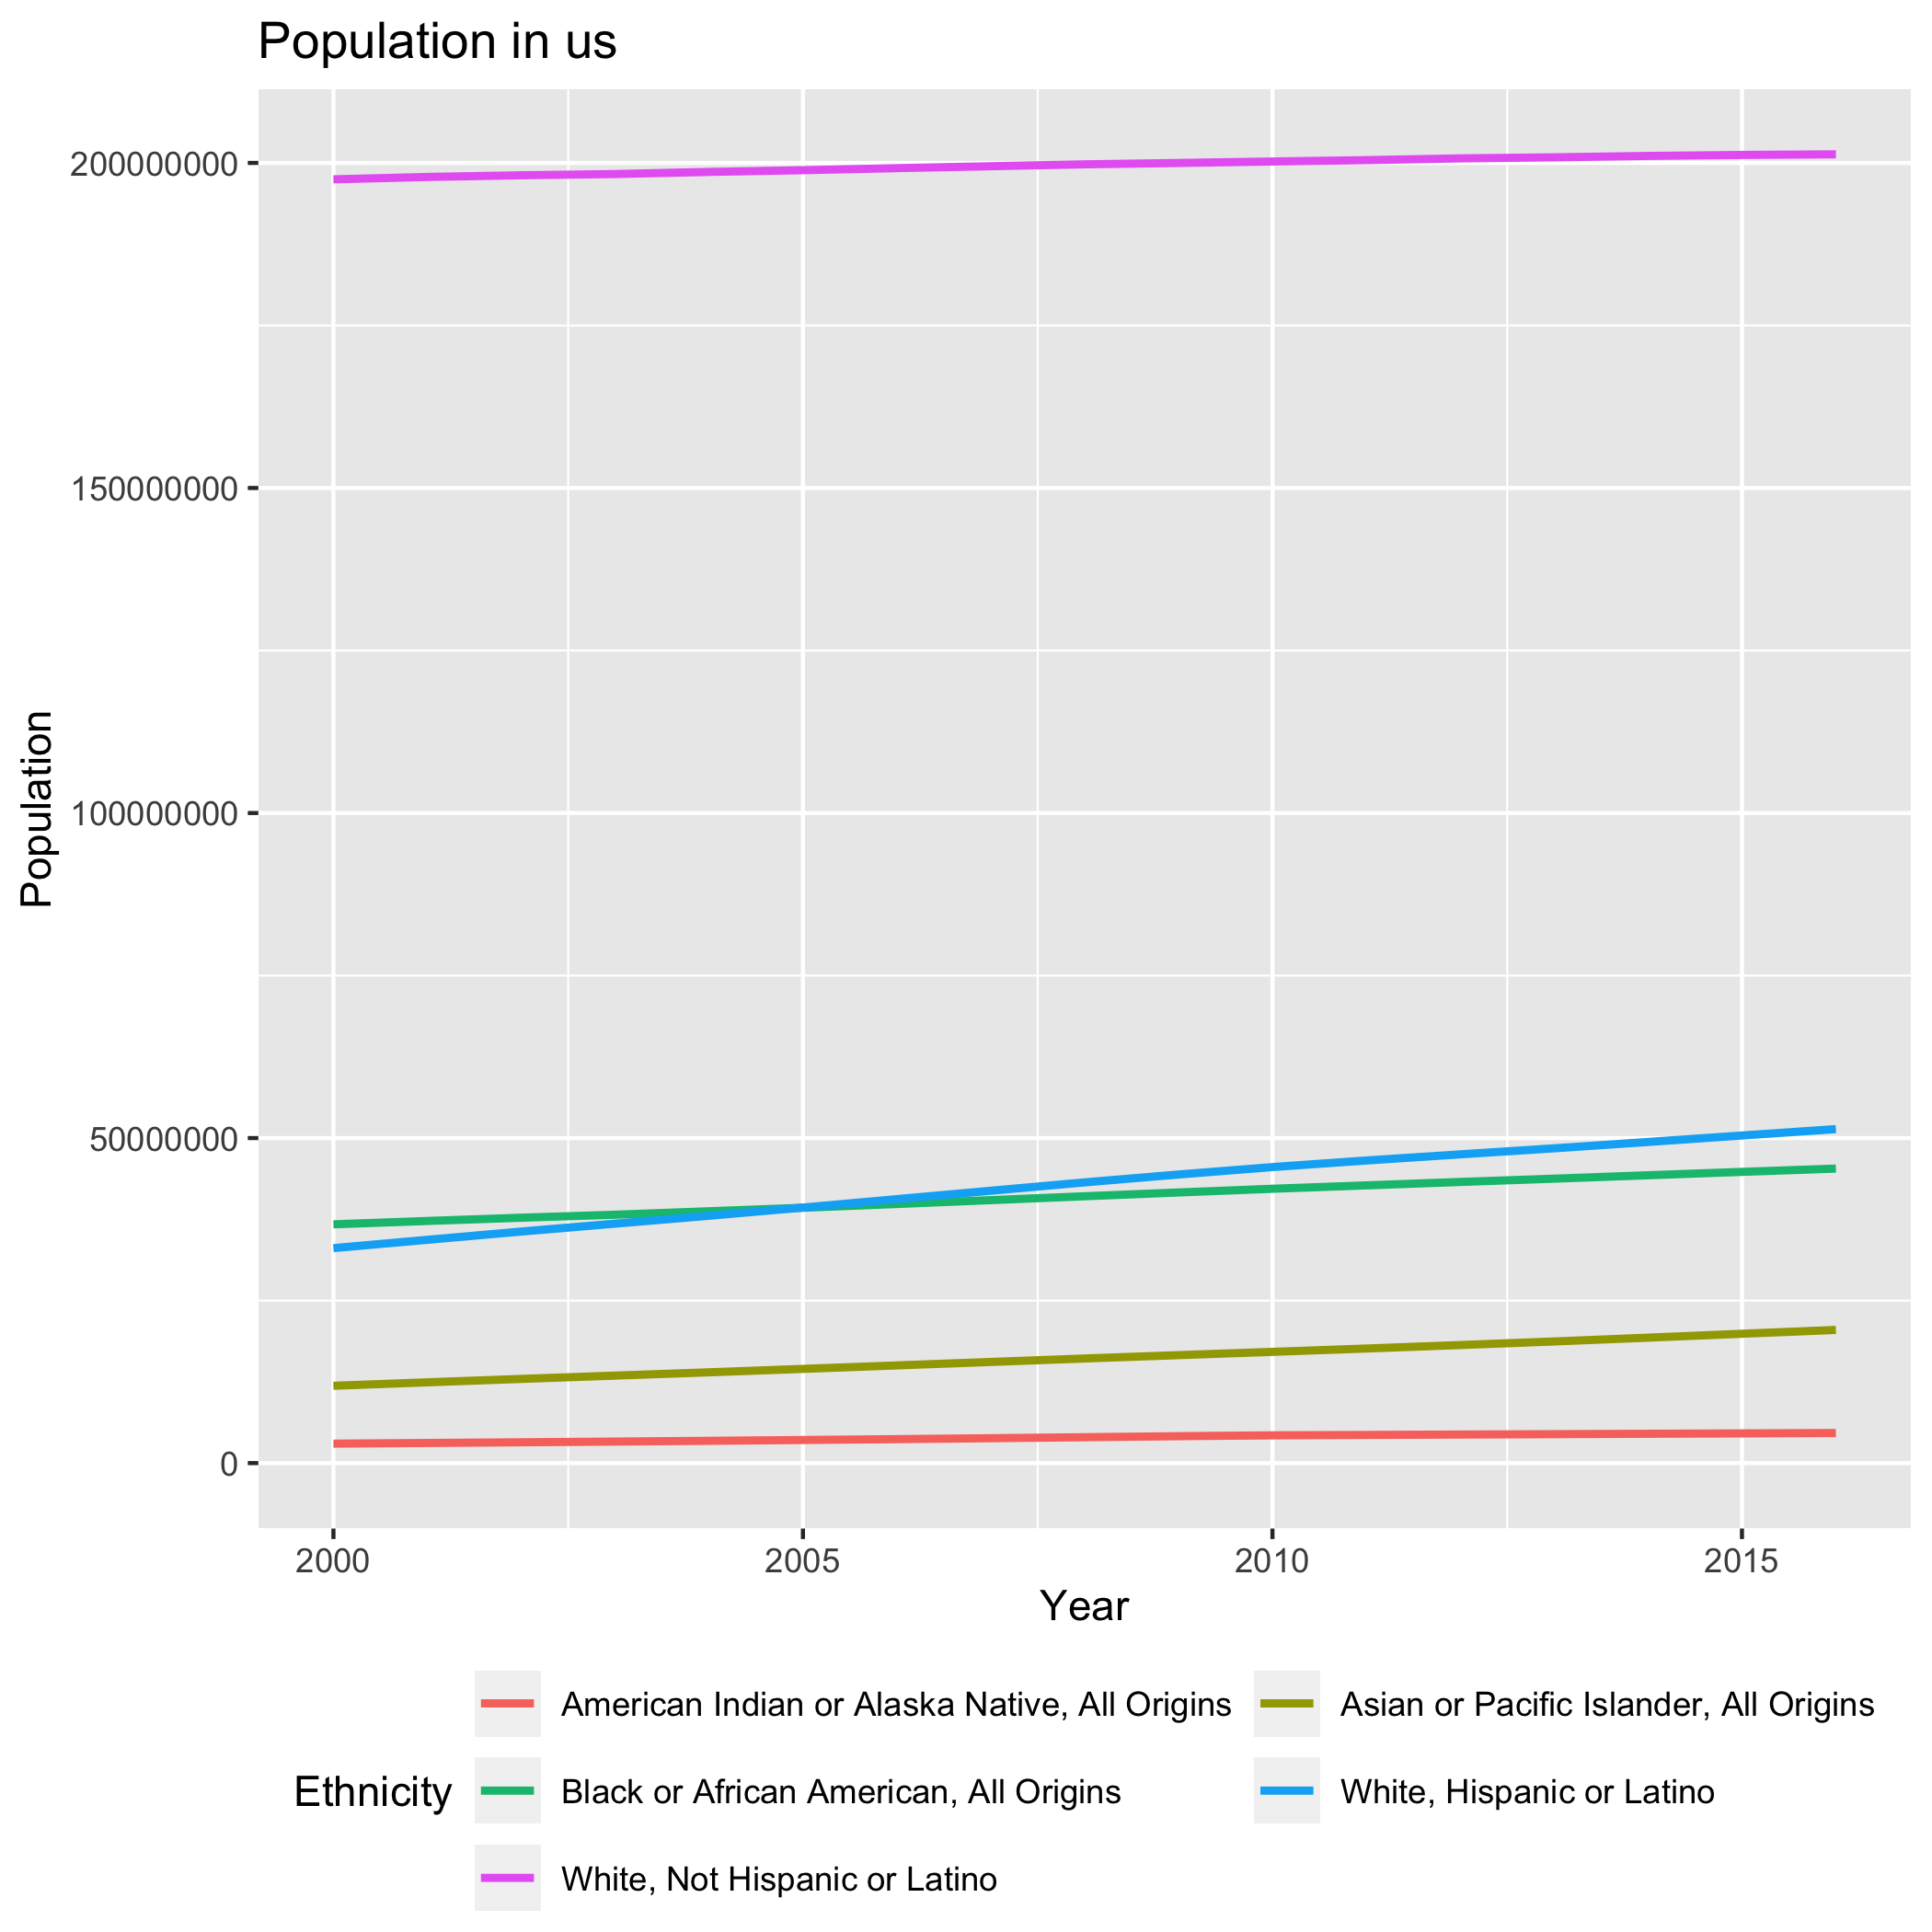 Population in us
200000000
150000000
100000000
50000000
0
Population
2000 2005 2010 2015
Year
Ethnicity
American Indian or Alaska Native, All Origins
Asian or Pacific Islander, All Origins
Black or African American, All Origins
White, Hispanic or Latino
White, Not Hispanic or Latino